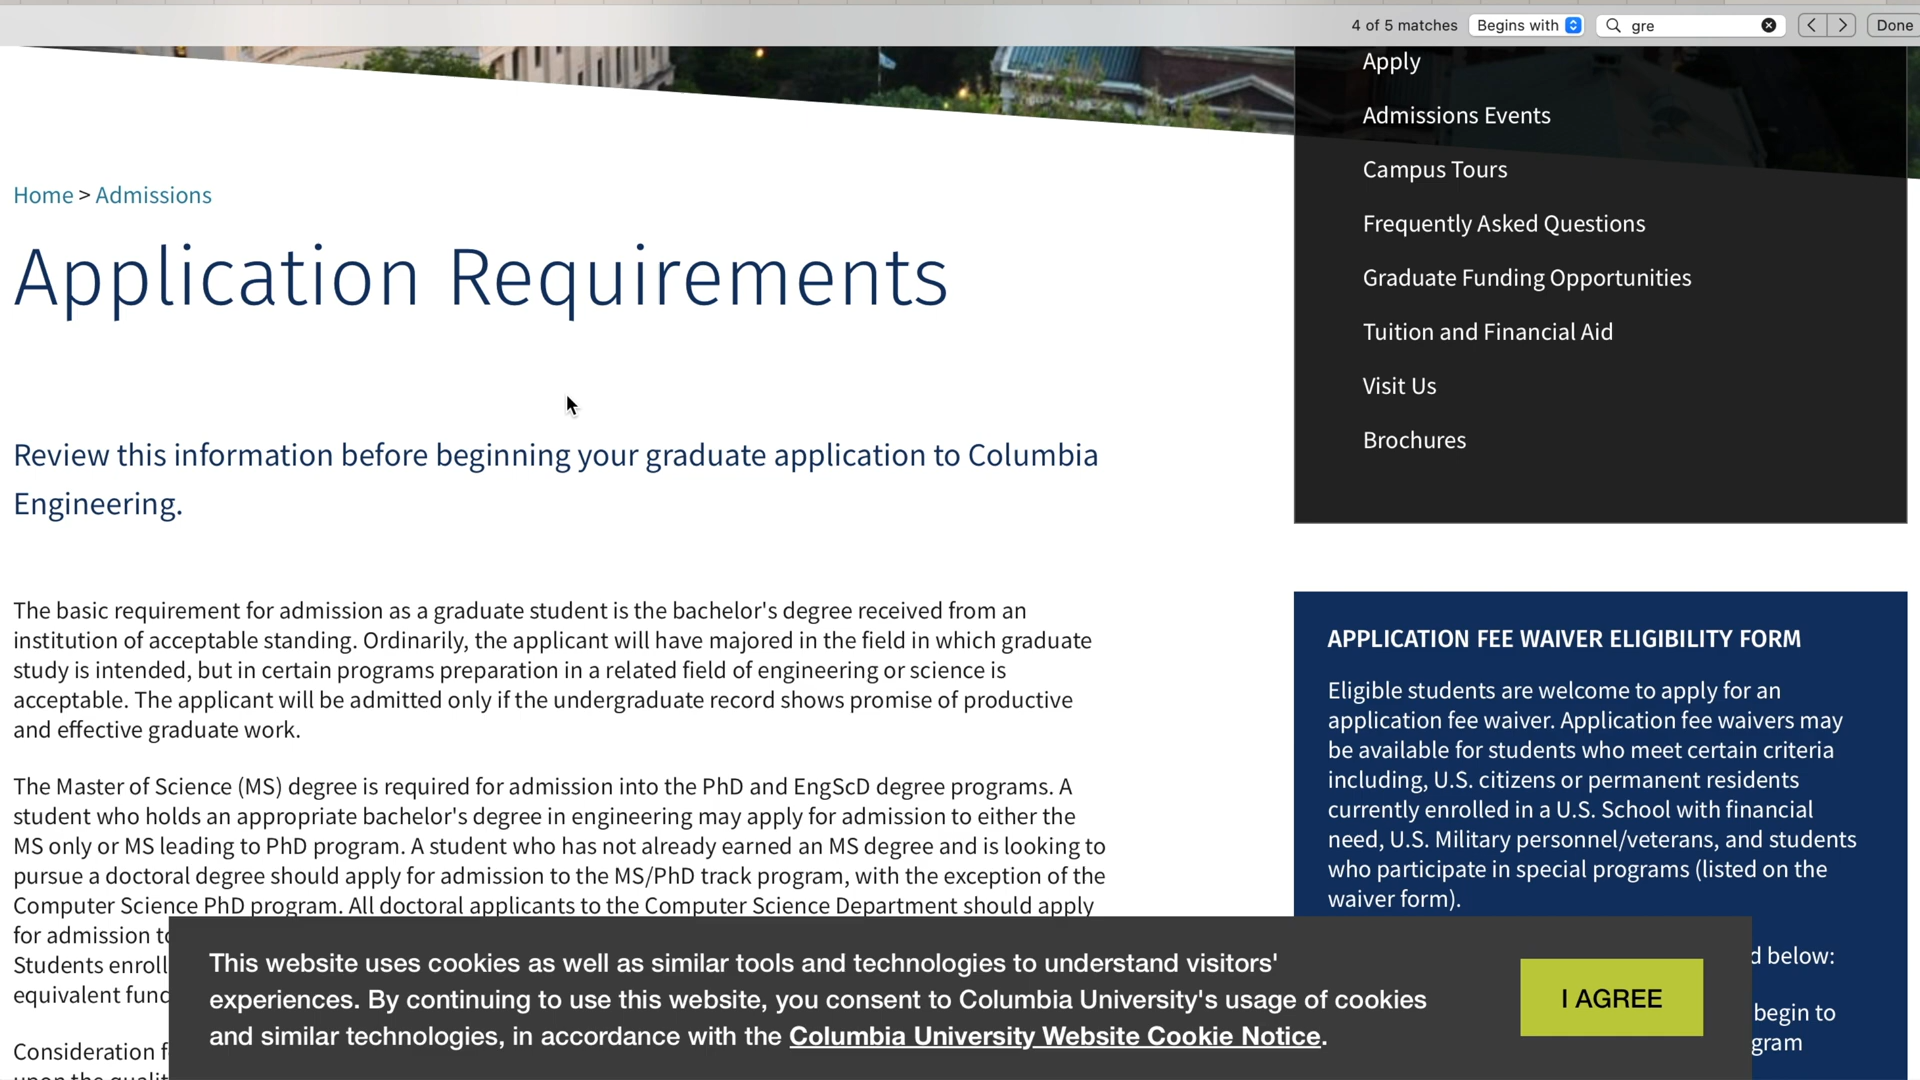 4 of 5 matches Begins with gre Done
Apply
Admissions Events
Campus Tours
Frequently Asked Questions
Graduate Funding Opportunities
Tuition and Financial Aid
Visit Us
Brochures
Home > Admissions
Application Requirements
Review this information before beginning your graduate application to Columbia
Engineering.
The basic requirement for admission as a graduate student is the bachelor's degree received from an
institution of acceptable standing. Ordinarily, the applicant will have majored in the field in which graduate
study is intended, but in certain programs preparation in a related field of engineering or science is
acceptable. The applicant will be admitted only if the undergraduate record shows promise of productive
and effective graduate work.
The Master of Science (MS) degree is required for admission into the PhD and EngScD degree programs. A
student who holds an appropriate bachelor's degree in engineering may apply for admission to either the
MS only or MS leading to PhD program. A student who has not already earned an MS degree and is looking to
pursue a doctoral degree should apply for admission to the MS/PhD track program, with the exception of the
Computer Science PhD program. All doctoral applicants to the Computer Science Department should apply
for admission
Students
equivalent
Consideration
APPLICATION FEE WAIVER ELIGIBILITY FORM
Eligible students are welcome to apply for an
application fee waiver. Application fee waivers may
be available for students who meet certain criteria
including, U.S. citizens or permanent residents
currently enrolled in a U.S. School with financial
need, U.S. Military personnel/veterans, and students
who participate in special programs (listed on the
waiver form).
below:
begin to
This website uses cookies as well as similar tools and technologies to understand visitors'
experiences. By continuing to use this website, you consent to Columbia University's usage of cookies
and similar technologies, in accordance with the Columbia University Website Cookie Notice.
I AGREE